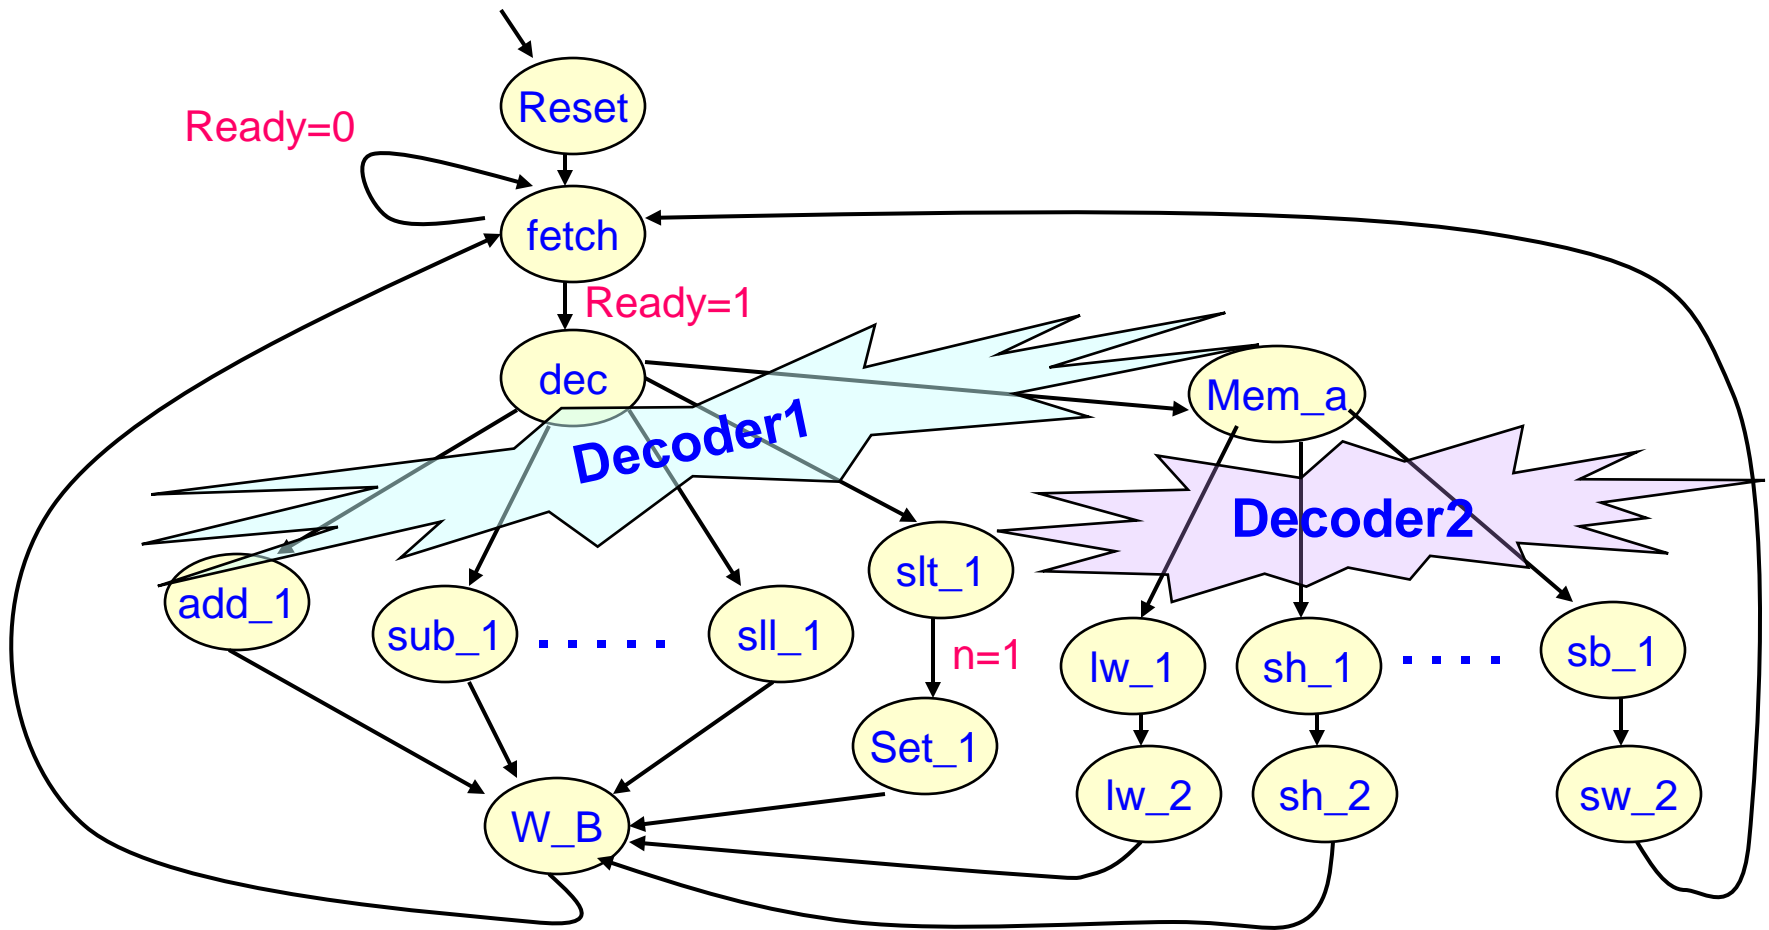 Reset
Ready=0
fetch
Ready=1
dec
Mem_a
Decoder1
Decoder2
slt_1
add_1
sub_1
.....
sll_1
n=1
lw_1
sh_1
....
sb_1
Set_1
lw_2
sh_2
sw_2
W_B